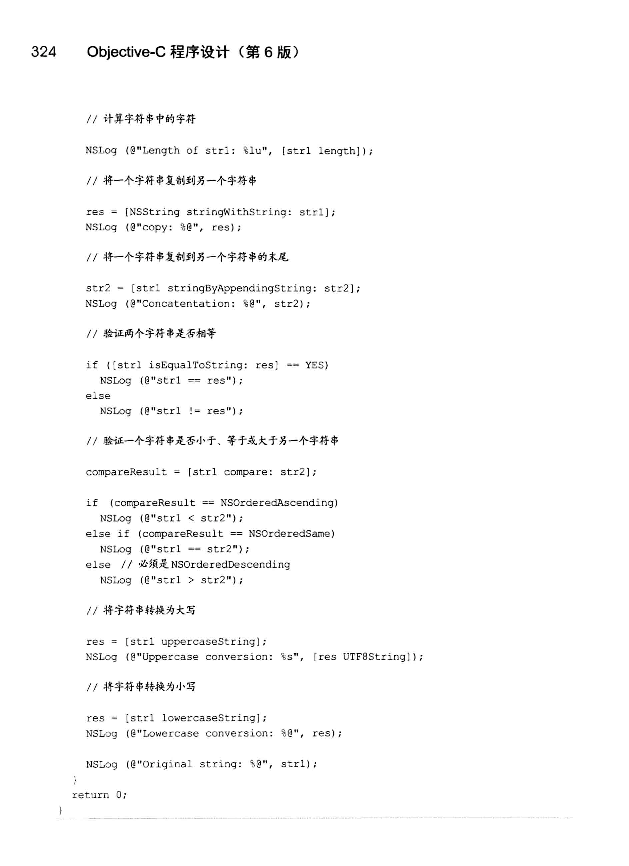 324 Objective-C 程序设计（第 6 版）
// 计算字符串中的字符
NSLog (@"Length of str1: %lu", [str1 length]);
// 将一个字符串复制到另一个字符串
res = [NSString stringWithString: str1];
NSLog (@"copy: %@", res);
// 将一个字符串复制到另一个字符串的末尾
str2 = [str1 stringByAppendingString: str2];
NSLog (@"Concatentation: %@", str2);
// 验证两个字符串是否相等
if ([str1 isEqualToString: res] == YES)
NSLog (@"str1 == res");
else
NSLog (@"str1 != res");
// 验证一个字符串是否小于、等于或大于另一个字符串
compareResult = [str1 compare: str2];
if (compareResult == NSOrderedAscending)
NSLog (@"str1 < str2");
else if (compareResult == NSOrderedSame)
NSLog (@"str1 == str2");
else // 必须是 NSOrderedDescending
NSLog (@"str1 > str2");
// 将字符串转换为大写
res = [str1 uppercaseString];
NSLog (@"Uppercase conversion: %s", [res UTF8String]);
// 将字符串转换为小写
res = [str1 lowercaseString];
NSLog (@"Lowercase conversion: %@", res);
NSLog (@"Original string: %@", str1);
}
return 0;
}